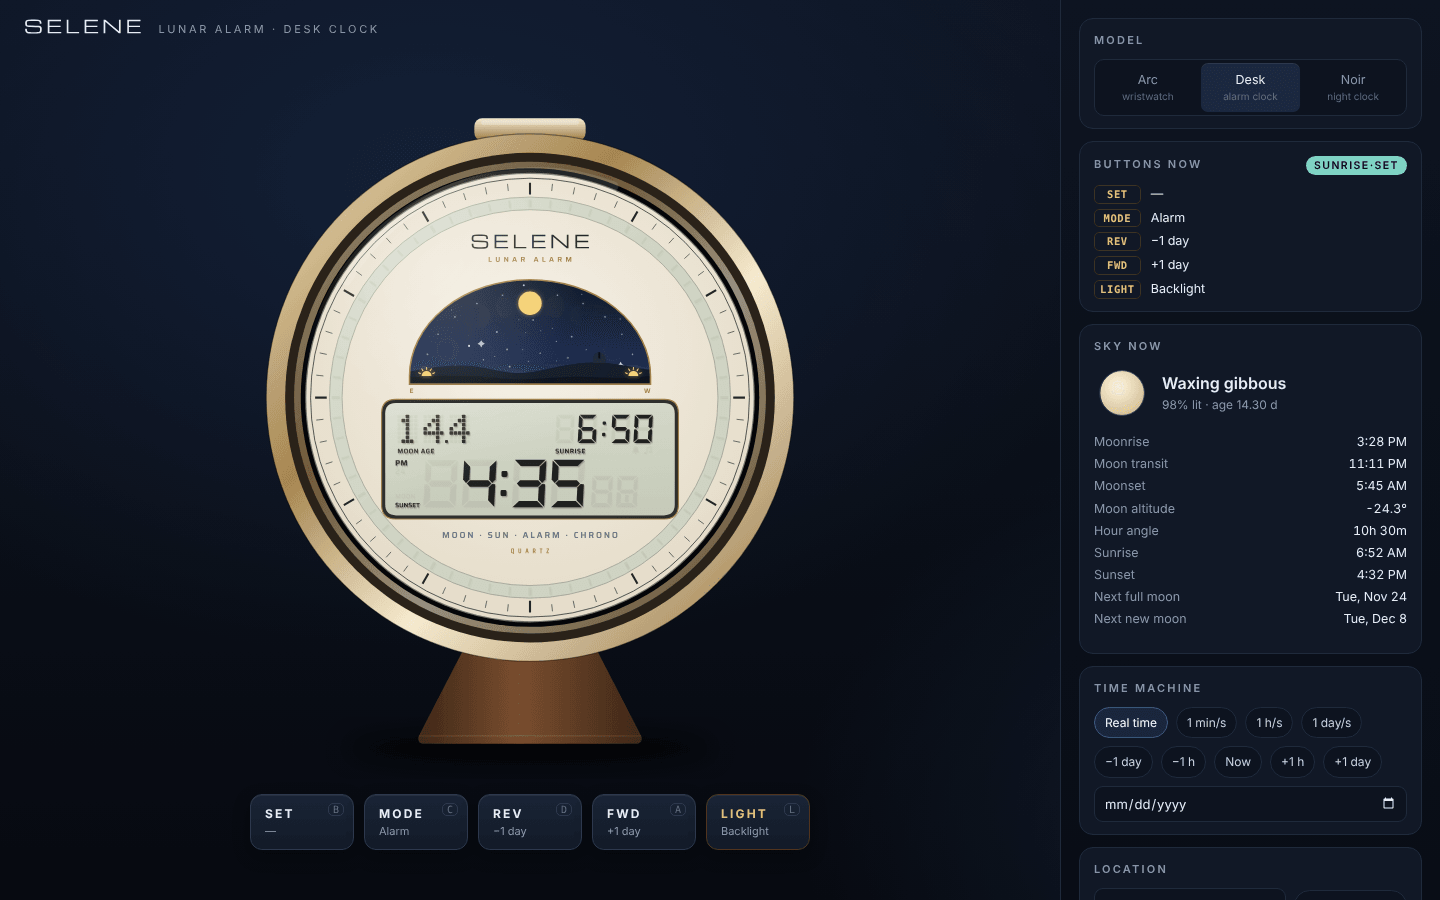 SELENE LUNAR ALARM · DESK CLOCK
SELENE
LUNAR ALARM
E W
14.4 6:50
MOON AGE SUNRISE
PM
4:35
SUNSET
MOON · SUN · ALARM · CHRONO
QUARTZ
SET B
—
MODE C
Alarm
REV D
−1 day
FWD A
+1 day
LIGHT L
Backlight
MODEL
Arc
wristwatch
Desk
alarm clock
Noir
night clock
BUTTONS NOW SUNRISE·SET
SET —
MODE Alarm
REV −1 day
FWD +1 day
LIGHT Backlight
SKY NOW
Waxing gibbous
98% lit · age 14.30 d
Moonrise 3:28 PM
Moon transit 11:11 PM
Moonset 5:45 AM
Moon altitude -24.3°
Hour angle 10h 30m
Sunrise 6:52 AM
Sunset 4:32 PM
Next full moon Tue, Nov 24
Next new moon Tue, Dec 8
TIME MACHINE
Real time 1 min/s 1 h/s 1 day/s
−1 day −1 h Now +1 h +1 day
mm/dd/yyyy
LOCATION